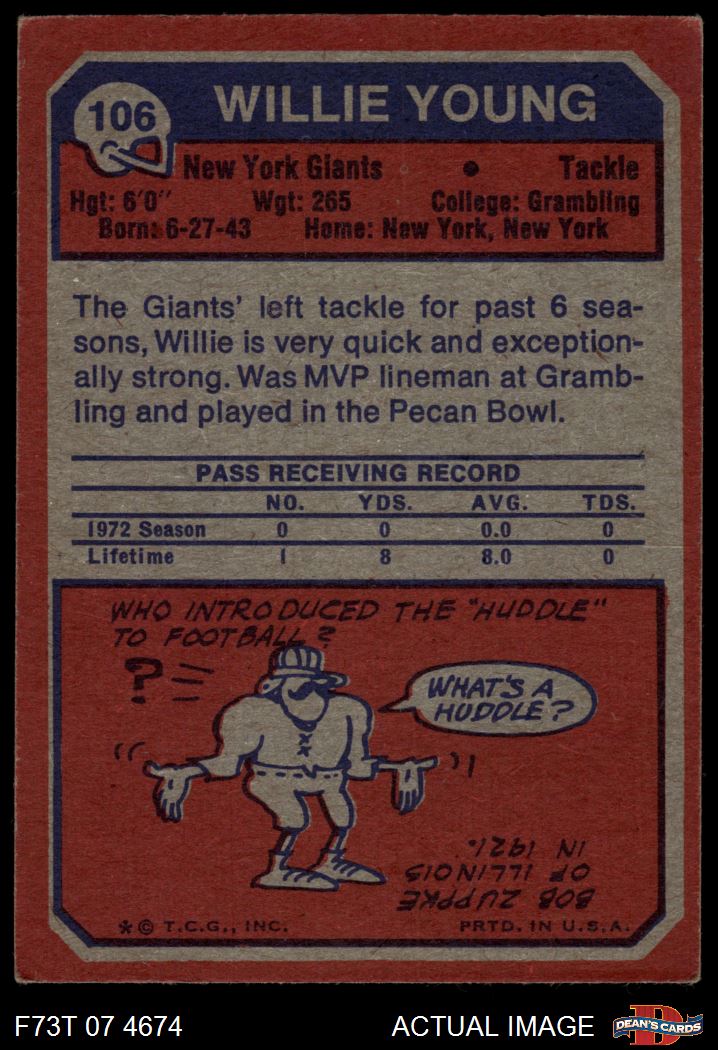 106
WILLIE YOUNG
New York Giants • Tackle
Hgt: 6'0" Wgt: 265 College: Grambling
Born: 6-27-43 Home: New York, New York
The Giants' left tackle for past 6 sea-
sons, Willie is very quick and exception-
ally strong. Was MVP lineman at Gramb-
ling and played in the Pecan Bowl.
PASS RECEIVING RECORD
NO. YDS. AVG. TDS.
1972 Season 0 0 0.0 0
Lifetime 1 8 8.0 0
WHO INTRODUCED THE "HUDDLE"
TO FOOTBALL?
?
WHAT'S A
HUDDLE?
BOB ZUPPKE
OF ILLINOIS
IN 1921.
* © T.C.G., INC. PRTD. IN U.S.A.
F73T 07 4674 ACTUAL IMAGE
D
DEAN'S CARDS